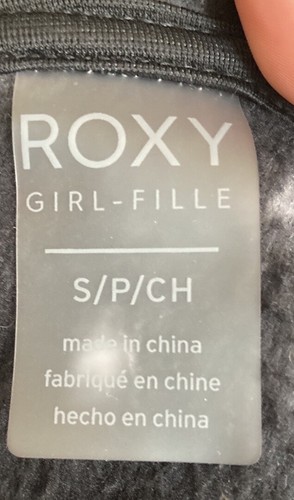 ROXY
GIRL-FILLE
S/P/CH
made in china
fabriqué en chine
hecho en china